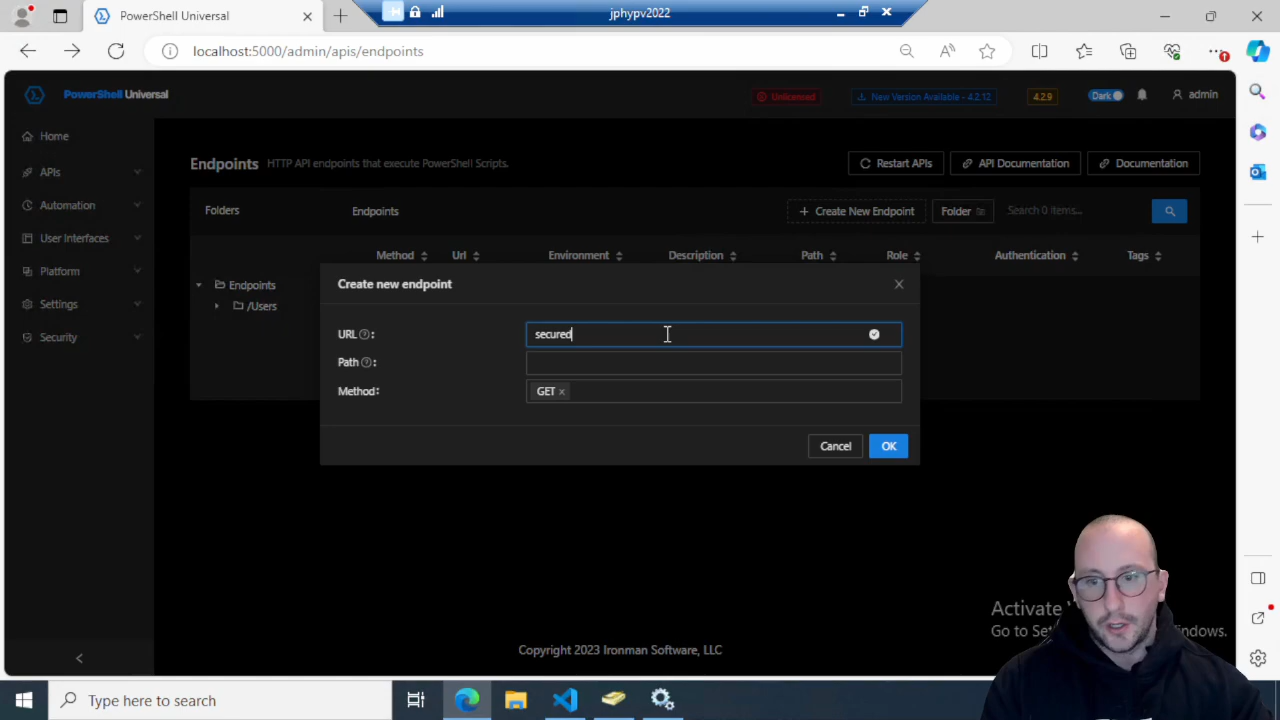 PowerShell Universal
jphypv2022
localhost:5000/admin/apis/endpoints
PowerShell Universal
Unlicensed
New Version Available - 4.2.12
4.2.9
Dark
admin
Home
APIs
Automation
User Interfaces
Platform
Settings
Security
Endpoints HTTP API endpoints that execute PowerShell Scripts.
Restart APIs
API Documentation
Documentation
Folders
Endpoints
Create New Endpoint
Folder
Search 0 items...
Method
Url
Environment
Description
Path
Role
Authentication
Tags
Endpoints
/Users
Create new endpoint
URL :
secured
Path :
Method:
GET
Cancel
OK
Activate
Go to Se
ndows.
Copyright 2023 Ironman Software, LLC
Type here to search